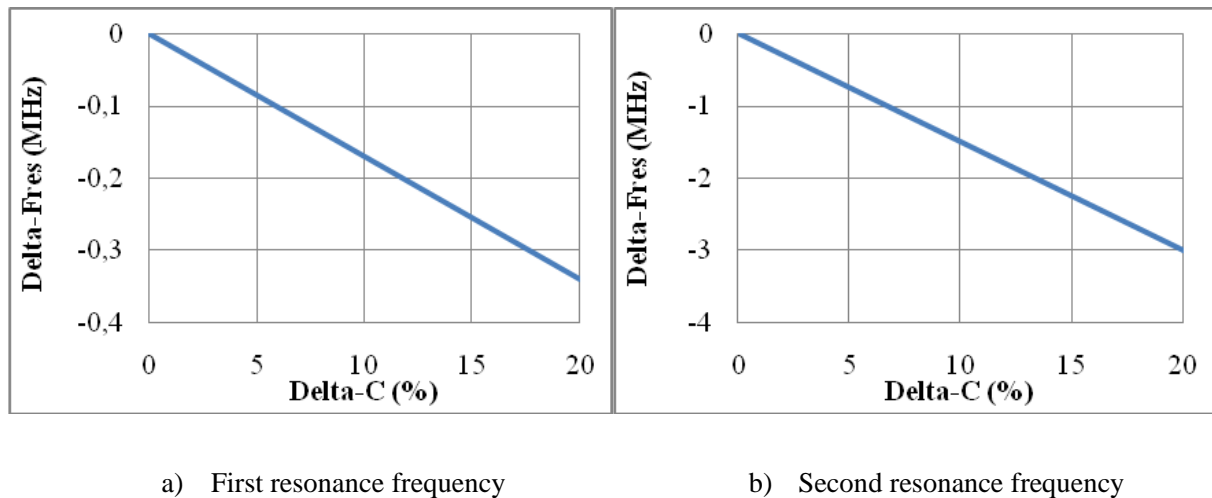 0
-0,1
-0,2
-0,3
-0,4
Delta-Fres (MHz)
0 5 10 15 20
Delta-C (%)
0
-1
-2
-3
-4
Delta-Fres (MHz)
0 5 10 15 20
Delta-C (%)
a) First resonance frequency
b) Second resonance frequency